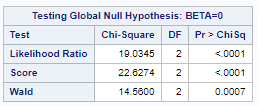 Testing Global Null Hypothesis: BETA=0
Test Chi-Square DF Pr > ChiSq
Likelihood Ratio 19.0345 2 <.0001
Score 22.6274 2 <.0001
Wald 14.5600 2 0.0007